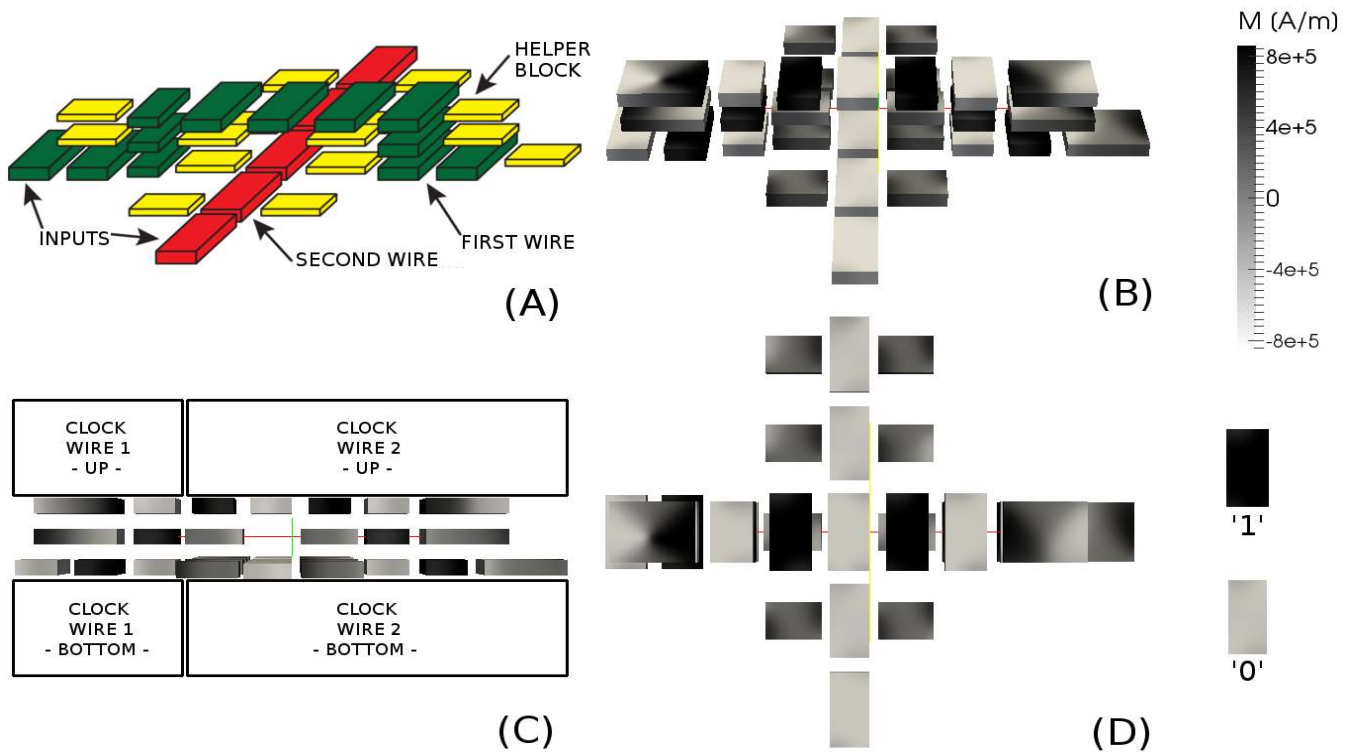 HELPER
BLOCK
INPUTS
SECOND WIRE
FIRST WIRE
(A)
(B)
M (A/m)
8e+5
4e+5
0
-4e+5
-8e+5
CLOCK
WIRE 1
- UP -
CLOCK
WIRE 2
- UP -
CLOCK
WIRE 1
- BOTTOM -
CLOCK
WIRE 2
- BOTTOM -
(C)
(D)
'1'
'0'